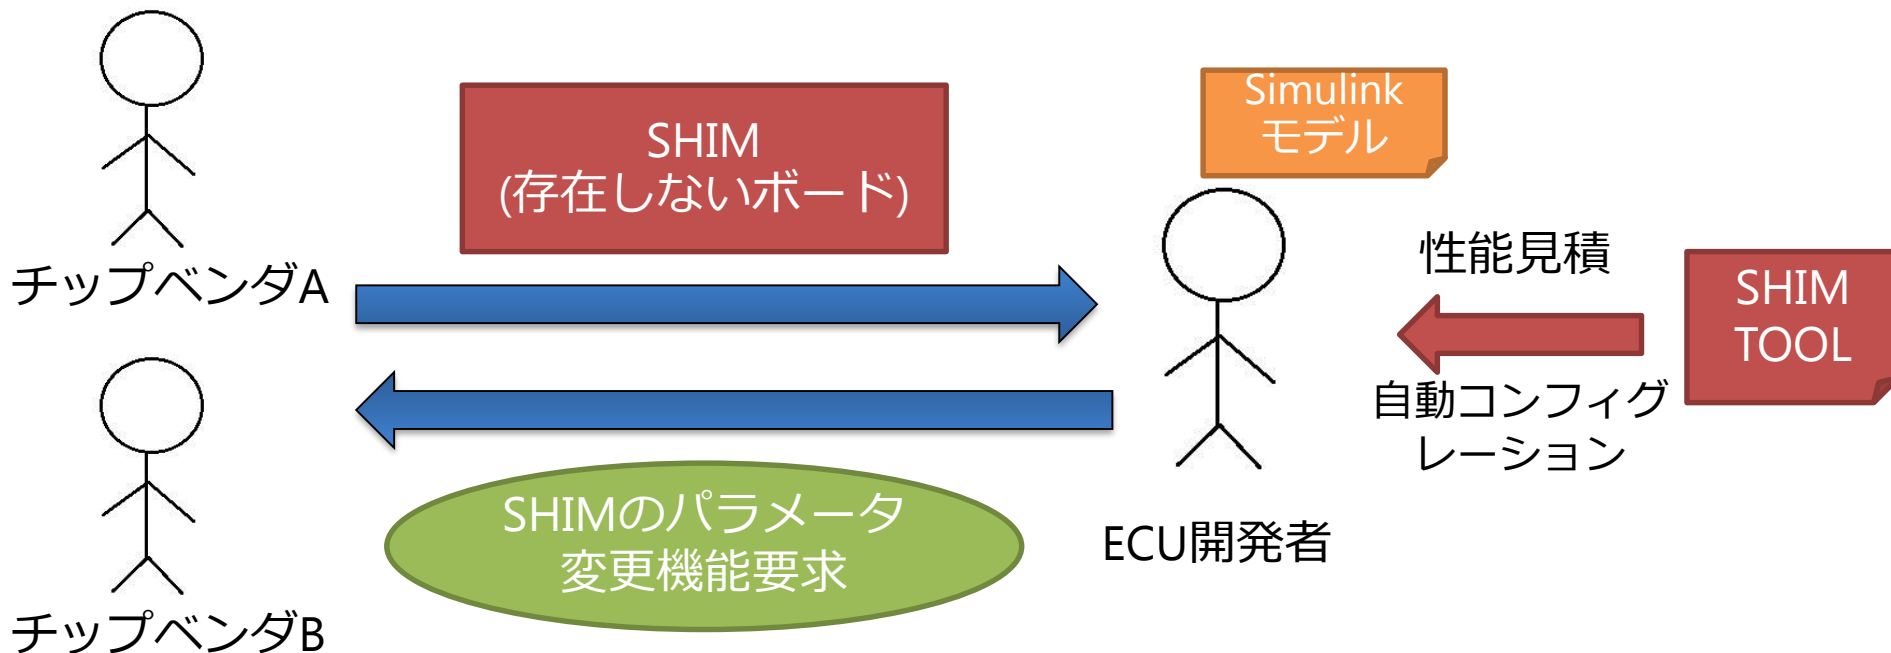 チップベンダA
SHIM
(存在しないボード)
Simulink
モデル
性能見積
SHIM
TOOL
自動コンフィグ
レーション
チップベンダB
SHIMのパラメータ
変更機能要求
ECU開発者